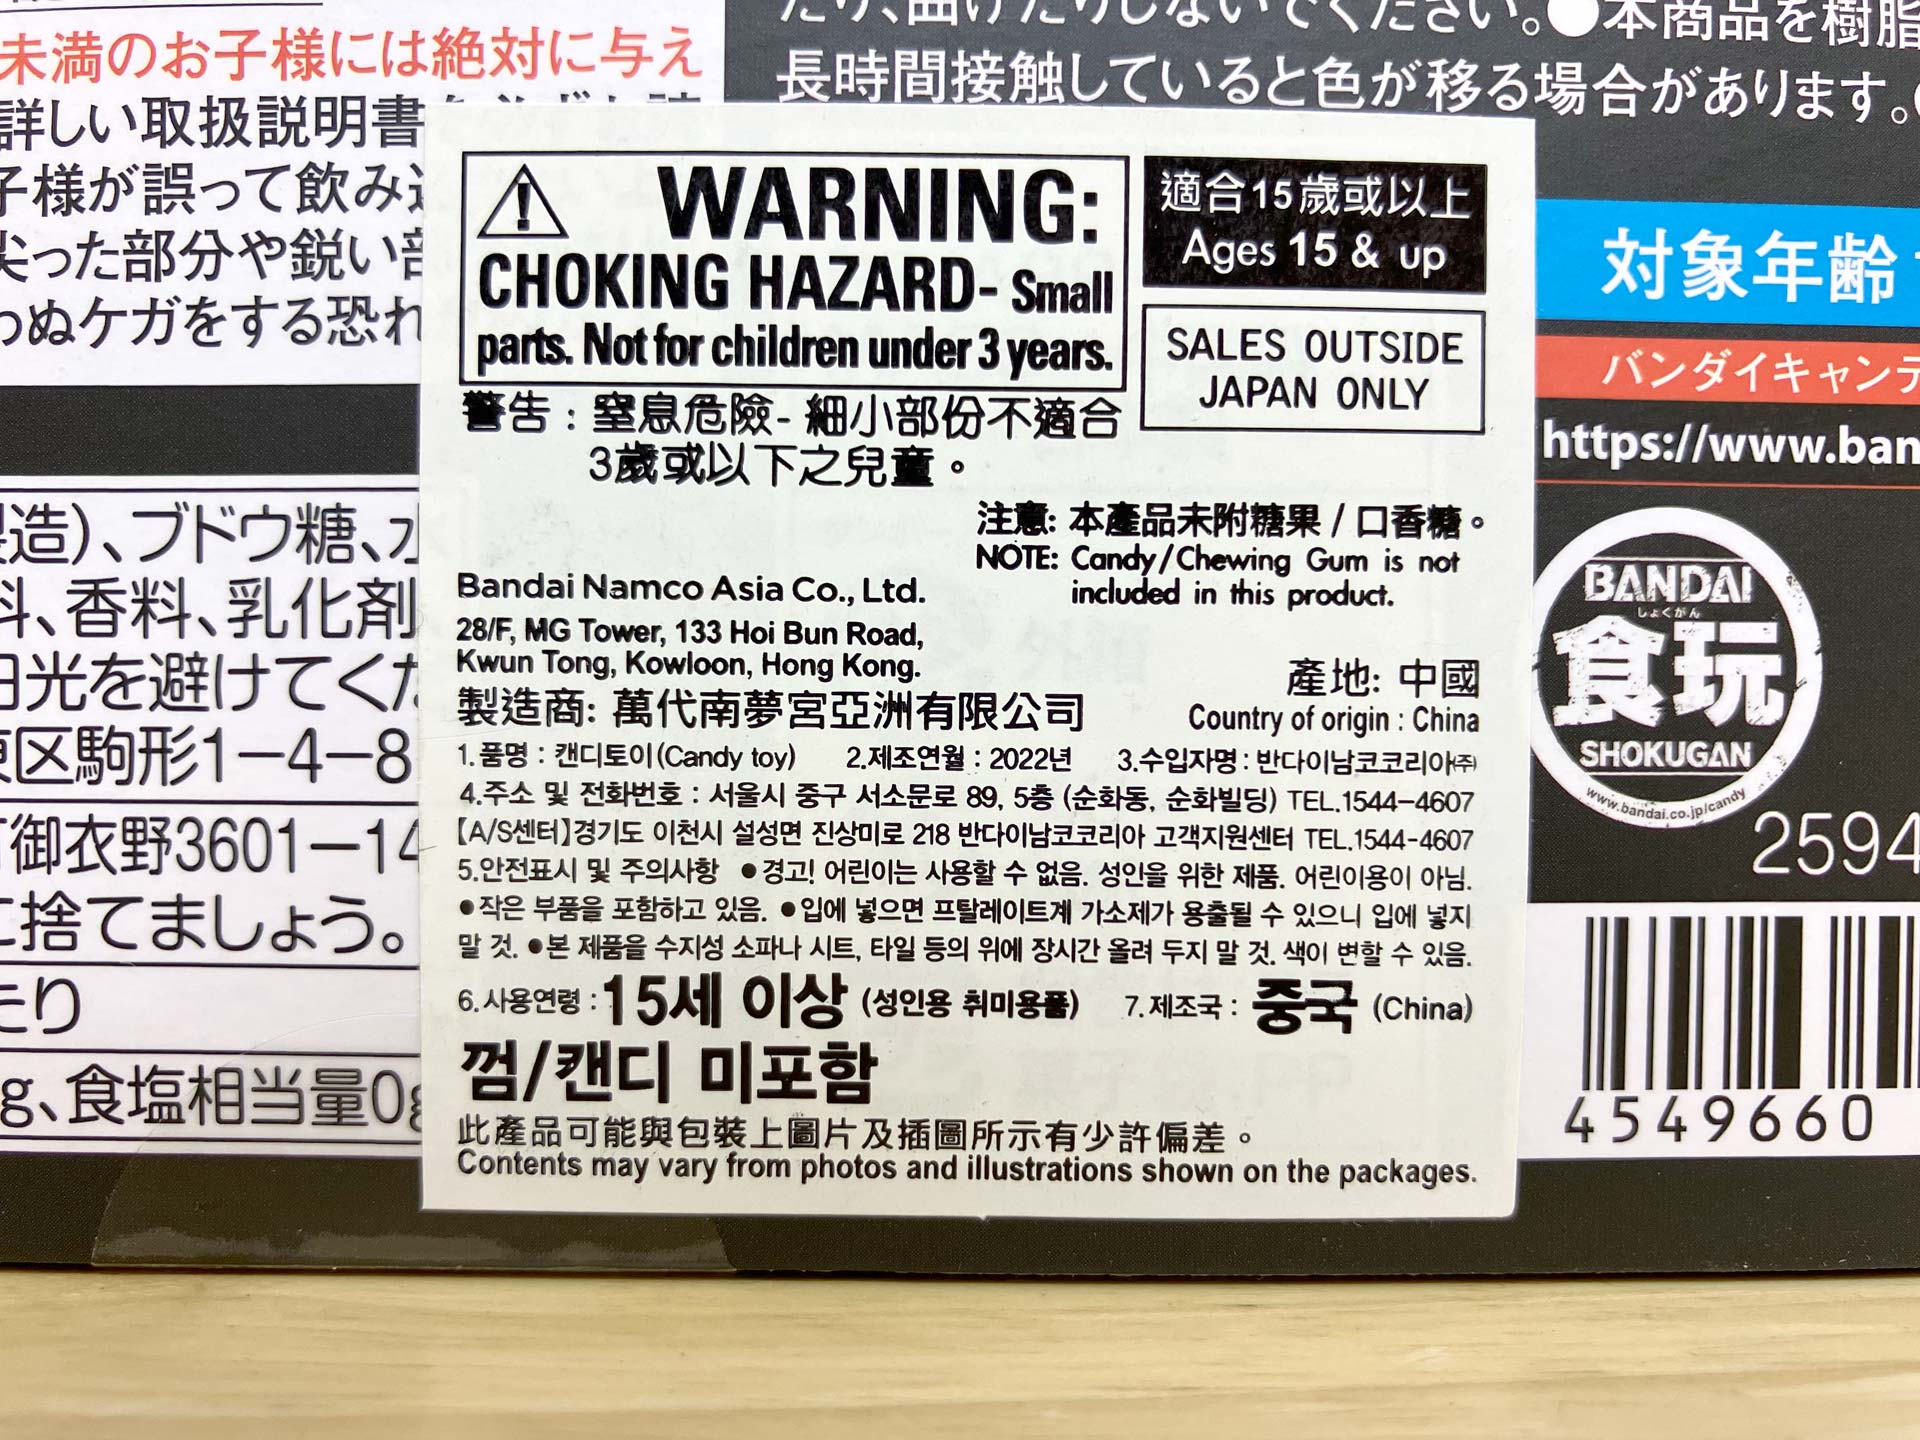 未満のお子様には絶対に与え
詳しい取扱説明書
子様が誤って飲み込
尖った部分や鋭い
わぬケガをする恐れ
たり、曲げたりしないでください。●本商品を樹脂
長時間接触していると色が移る場合があります。
WARNING:
CHOKING HAZARD- Small
parts. Not for children under 3 years.
適合15歲或以上
Ages 15 & up
SALES OUTSIDE
JAPAN ONLY
警告：窒息危險-細小部份不適合
3歲或以下之兒童。
注意: 本產品未附糖果 / 口香糖。
NOTE: Candy/Chewing Gum is not
included in this product.
Bandai Namco Asia Co., Ltd.
28/F, MG Tower, 133 Hoi Bun Road,
Kwun Tong, Kowloon, Hong Kong.
製造商: 萬代南夢宮亞洲有限公司
產地: 中國
Country of origin : China
1.품명 : 캔디토이(Candy toy) 2.제조연월 : 2022년 3.수입자명 : 반다이남코코리아㈜
4.주소 및 전화번호 : 서울시 중구 서소문로 89, 5층 (순화동, 순화빌딩) TEL.1544-4607
【A/S센터】경기도 이천시 설성면 진상미로 218 반다이남코코리아 고객지원센터 TEL.1544-4607
5.안전표시 및 주의사항 ●경고! 어린이는 사용할 수 없음. 성인을 위한 제품. 어린이용이 아님.
●작은 부품을 포함하고 있음. ●입에 넣으면 프탈레이트계 가소제가 용출될 수 있으니 입에 넣지
말 것. ●본 제품을 수지성 소파나 시트, 타일 등의 위에 장시간 올려 두지 말 것. 색이 변할 수 있음.
6.사용연령 : 15세 이상 (성인용 취미용품) 7.제조국 : 중국 (China)
껌/캔디 미포함
此產品可能與包裝上圖片及插圖所示有少許偏差。
Contents may vary from photos and illustrations shown on the packages.
造)、ブドウ糖、水
料、香料、乳化剤
日光を避けてくだ
東区駒形1－4－8
御衣野3601－14
に捨てましょう。
たり
g、食塩相当量0g
対象年齢
バンダイキャンデ
https://www.ban
BANDAI
しょくがん
食玩
SHOKUGAN
www.bandai.co.jp/candy
2594
4549660